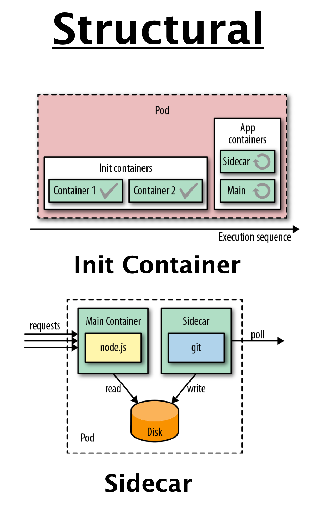 Structural
Pod
App
containers
Init containers
Sidecar
Container 1
Container 2
Main
Execution sequence
Init Container
requests
Main Container
Sidecar
node.js
git
poll
read
write
Disk
Pod
Sidecar